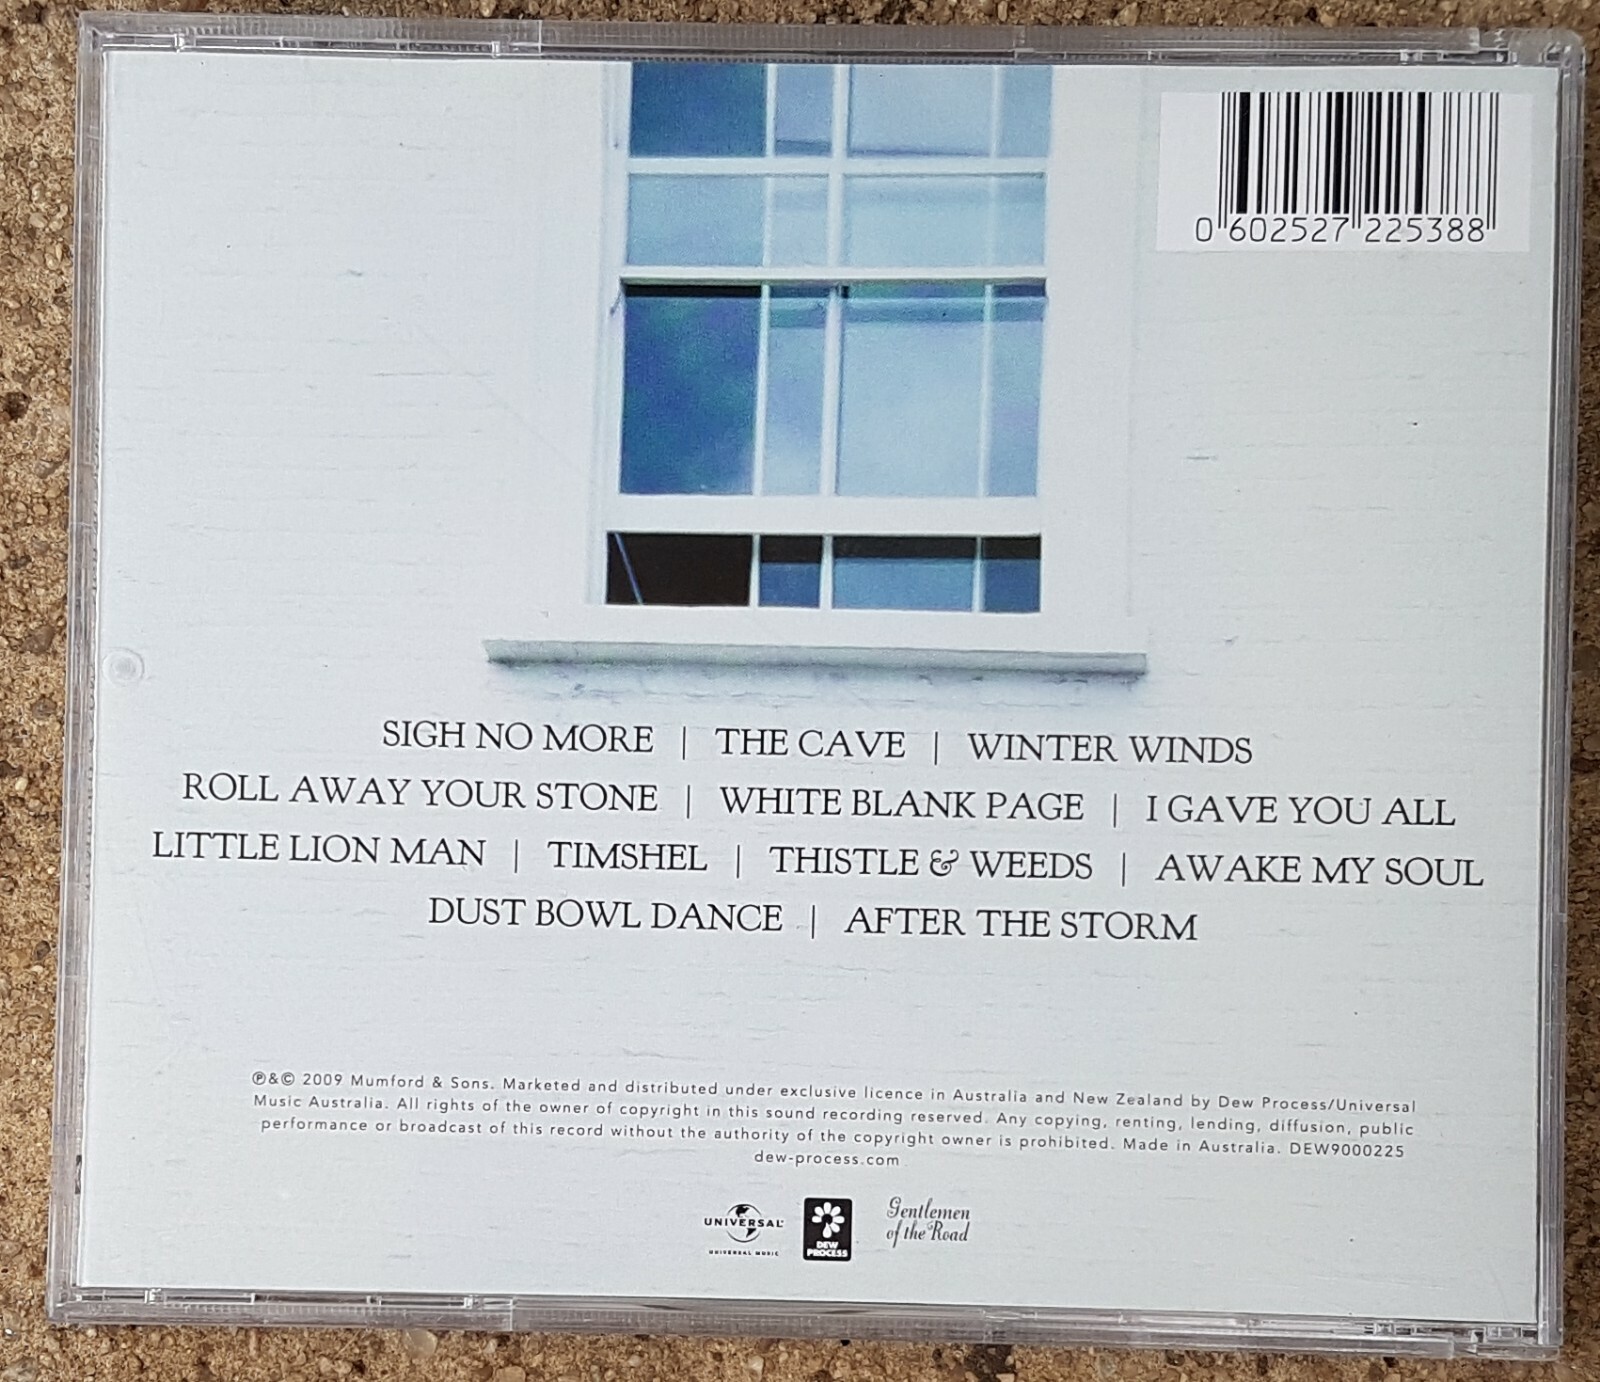 0 602527 225388
SIGH NO MORE | THE CAVE | WINTER WINDS
ROLL AWAY YOUR STONE | WHITE BLANK PAGE | I GAVE YOU ALL
LITTLE LION MAN | TIMSHEL | THISTLE & WEEDS | AWAKE MY SOUL
DUST BOWL DANCE | AFTER THE STORM
℗&© 2009 Mumford & Sons. Marketed and distributed under exclusive licence in Australia and New Zealand by Dew Process/Universal
Music Australia. All rights of the owner of copyright in this sound recording reserved. Any copying, renting, lending, diffusion, public
performance or broadcast of this record without the authority of the copyright owner is prohibited. Made in Australia. DEW9000225
dew-process.com
UNIVERSAL
UNIVERSAL MUSIC
DEW
PROCESS
Gentlemen
of the Road